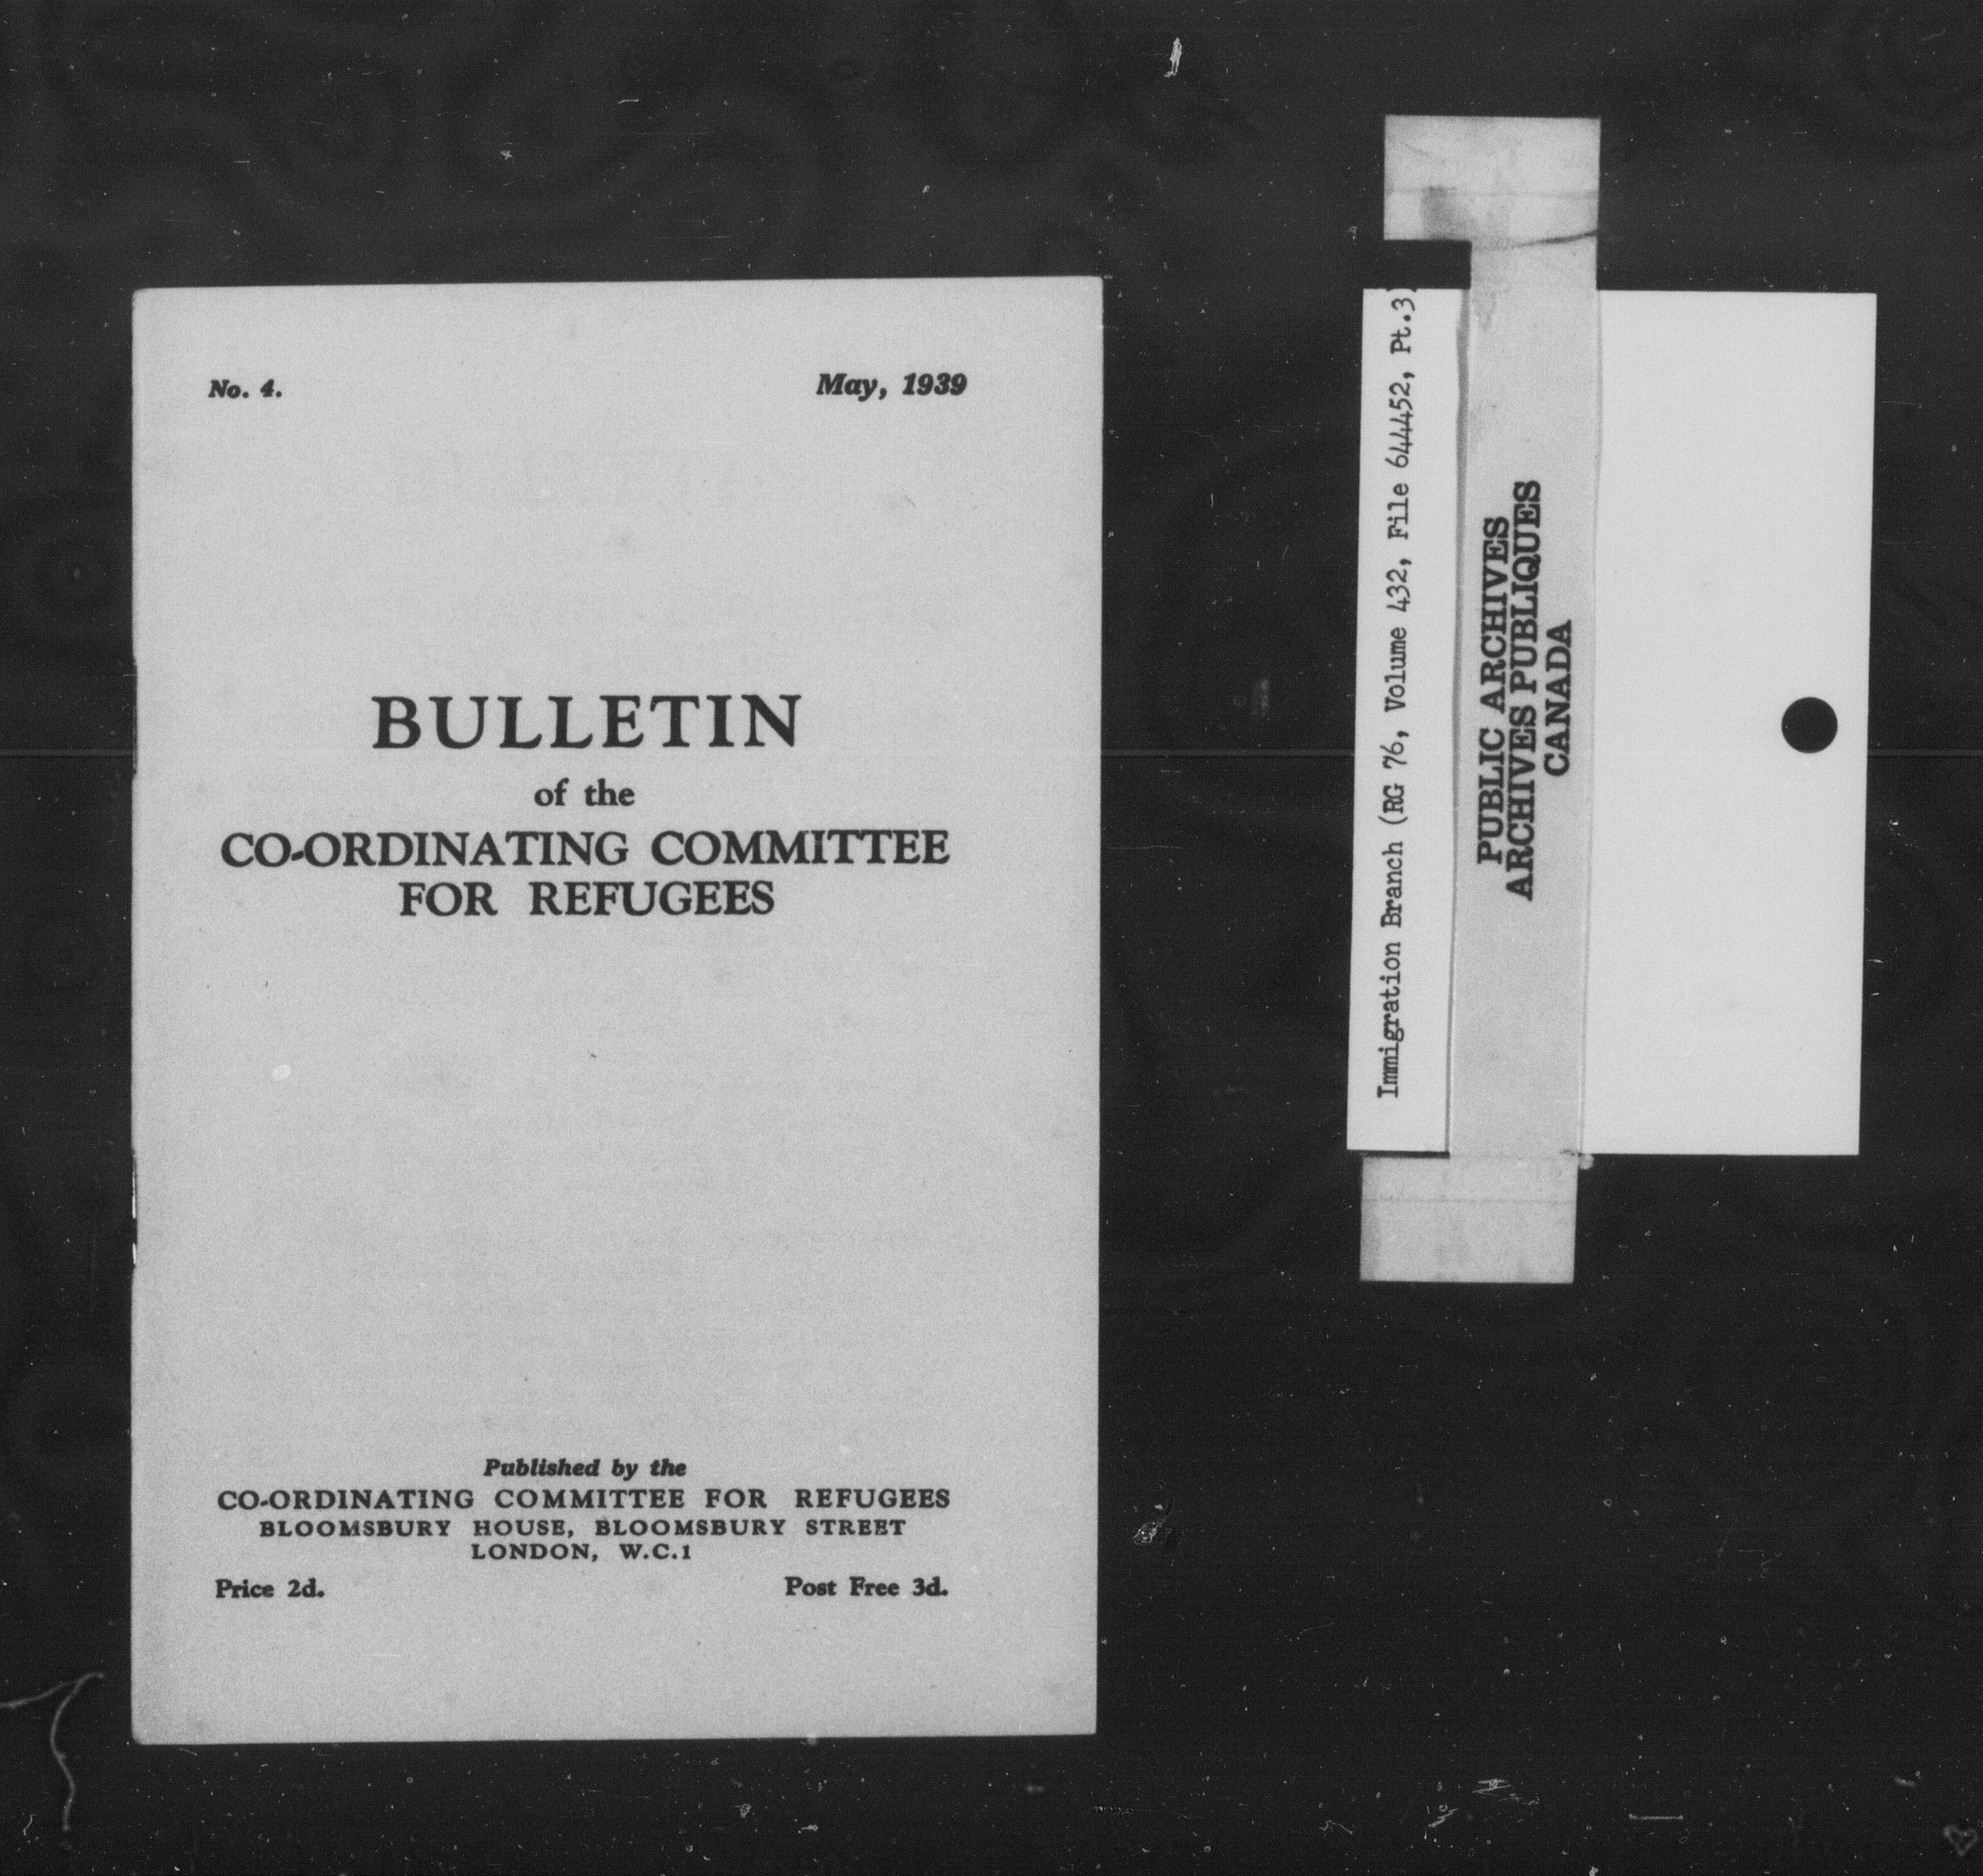 No. 4.
May, 1939
BULLETIN
of the
CO-ORDINATING COMMITTEE
FOR REFUGEES
Published by the
CO-ORDINATING COMMITTEE FOR REFUGEES
BLOOMSBURY HOUSE, BLOOMSBURY STREET
LONDON, W.C.1
Price 2d.
Post Free 3d.
Immigration Branch (RG 76, Volume 432, File 644452, Pt.3)
PUBLIC ARCHIVES
ARCHIVES PUBLIQUES
CANADA